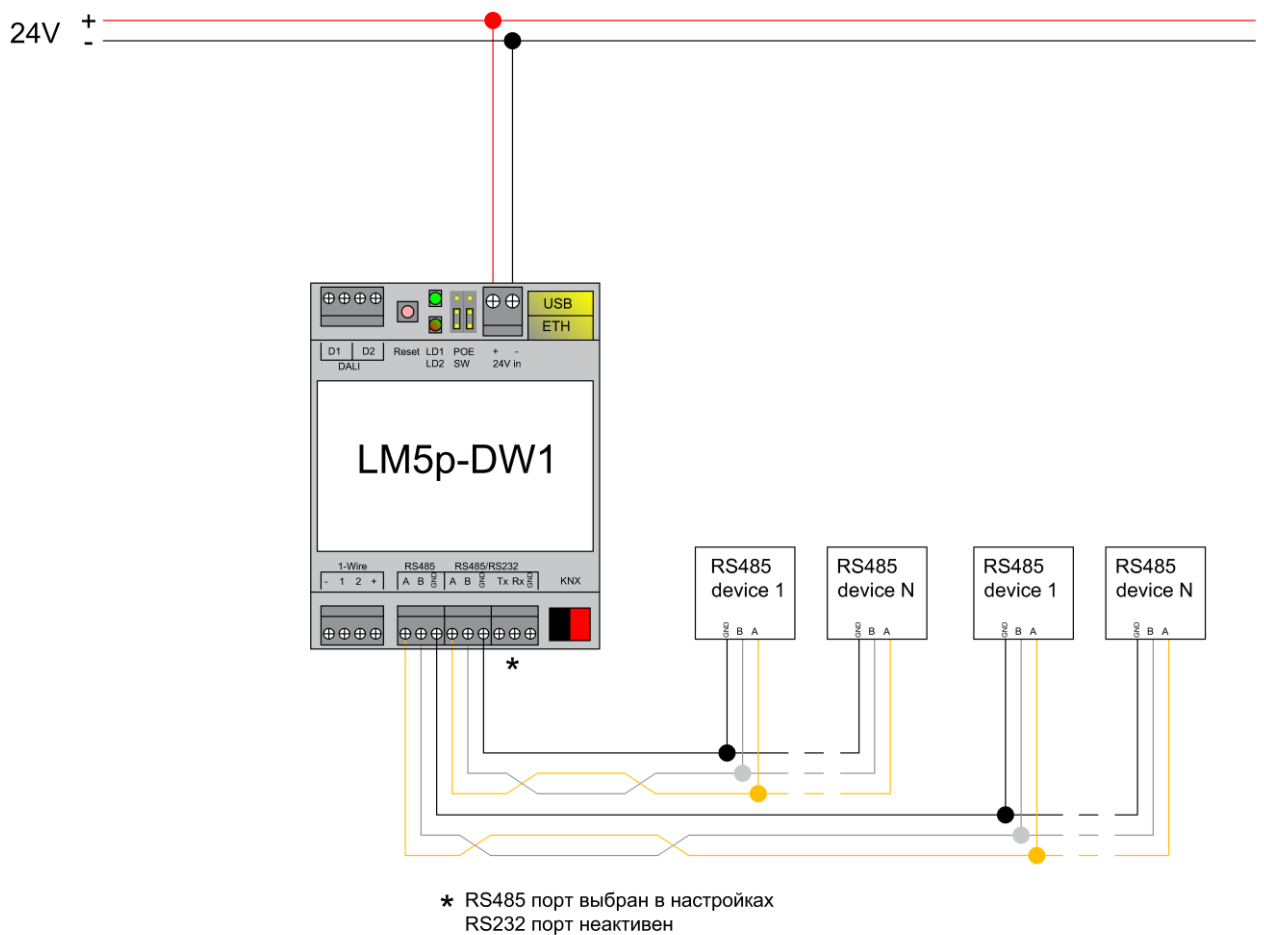 24V + -
USB
ETH
D1 D2 Reset LD1 POE + -
DALI LD2 SW 24V in
LM5p-DW1
1-Wire RS485 RS485/RS232
- 1 2 + A B GND A B GND Tx Rx GND KNX
*
RS485 device 1
GND B A
RS485 device N
GND B A
RS485 device 1
GND B A
RS485 device N
GND B A
* RS485 порт выбран в настройках
RS232 порт неактивен